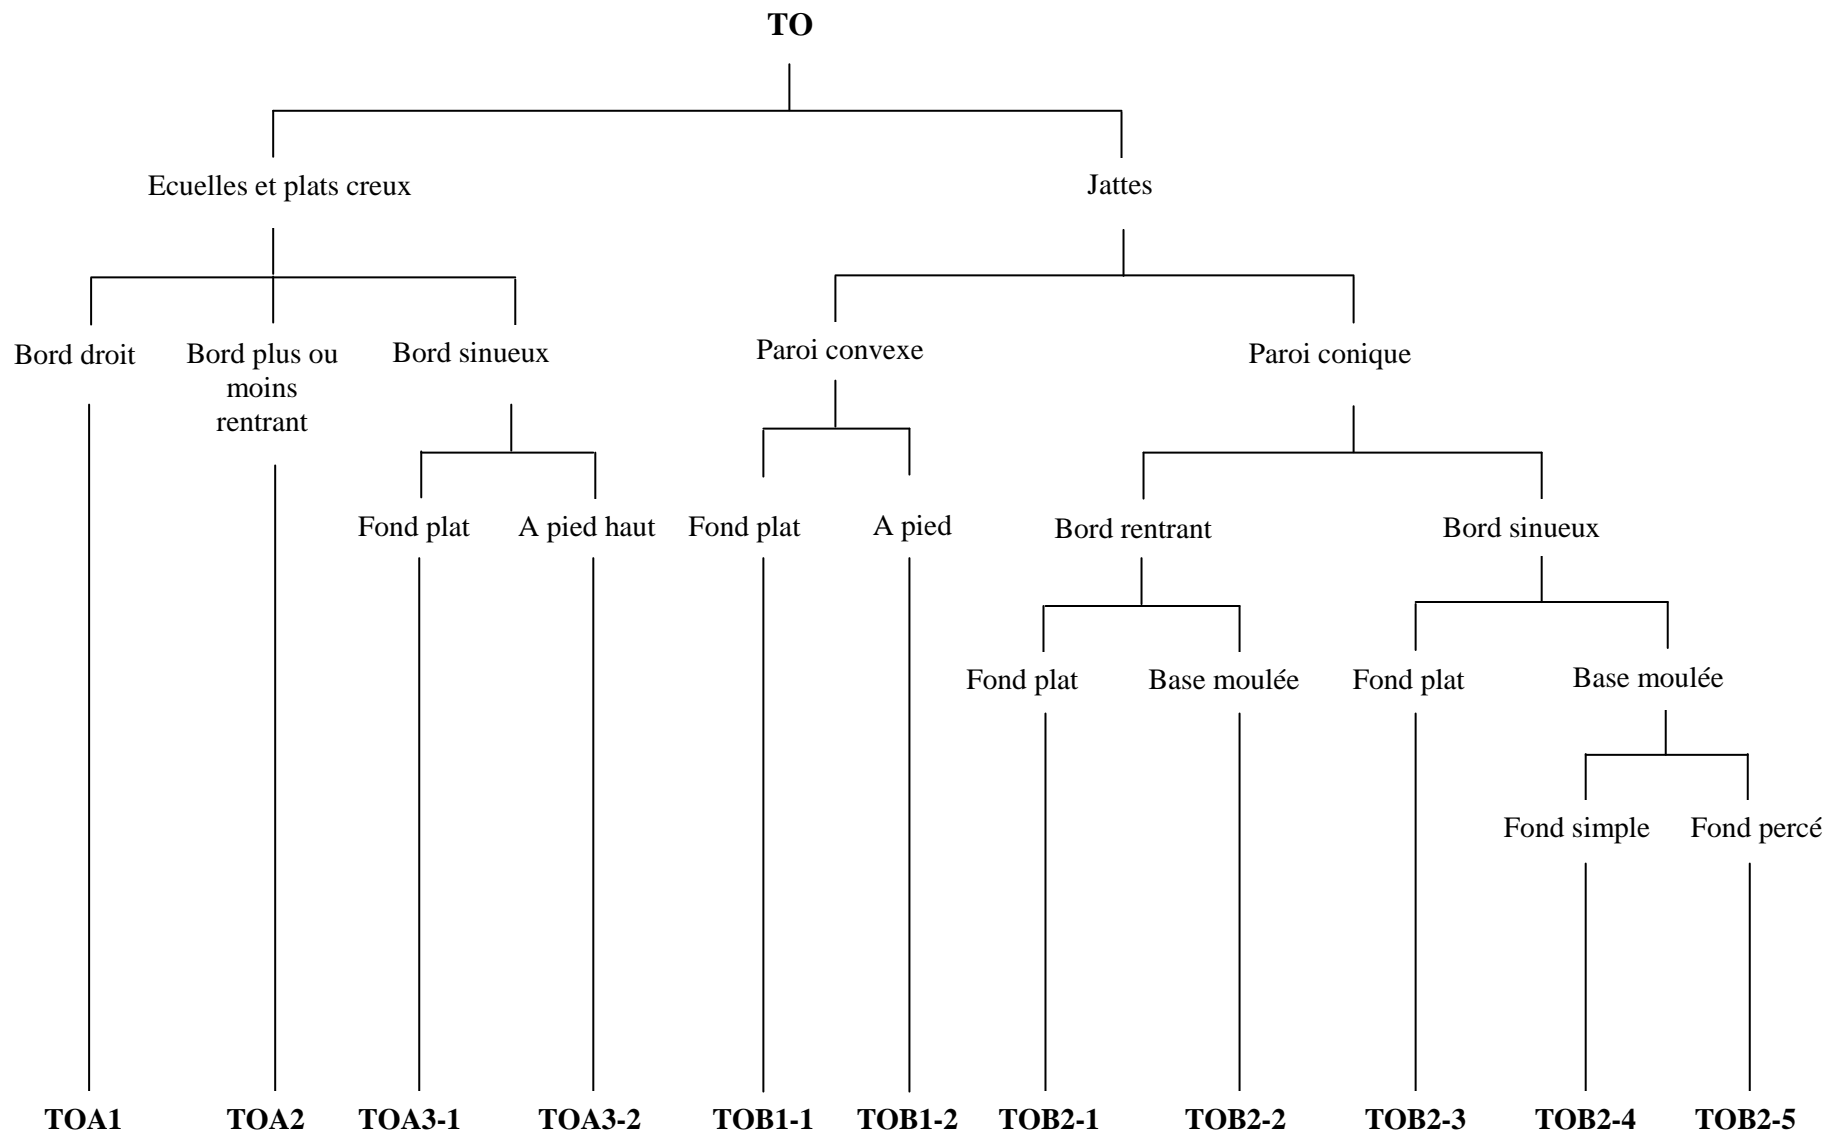 TO
Ecuelles et plats creux
Jattes
Bord droit
Bord plus ou
moins
rentrant
Bord sinueux
Paroi convexe
Paroi conique
Fond plat
A pied haut
Fond plat
A pied
Bord rentrant
Bord sinueux
Fond plat
Base moulée
Fond plat
Base moulée
Fond simple
Fond percé
TOA1
TOA2
TOA3-1
TOA3-2
TOB1-1
TOB1-2
TOB2-1
TOB2-2
TOB2-3
TOB2-4
TOB2-5